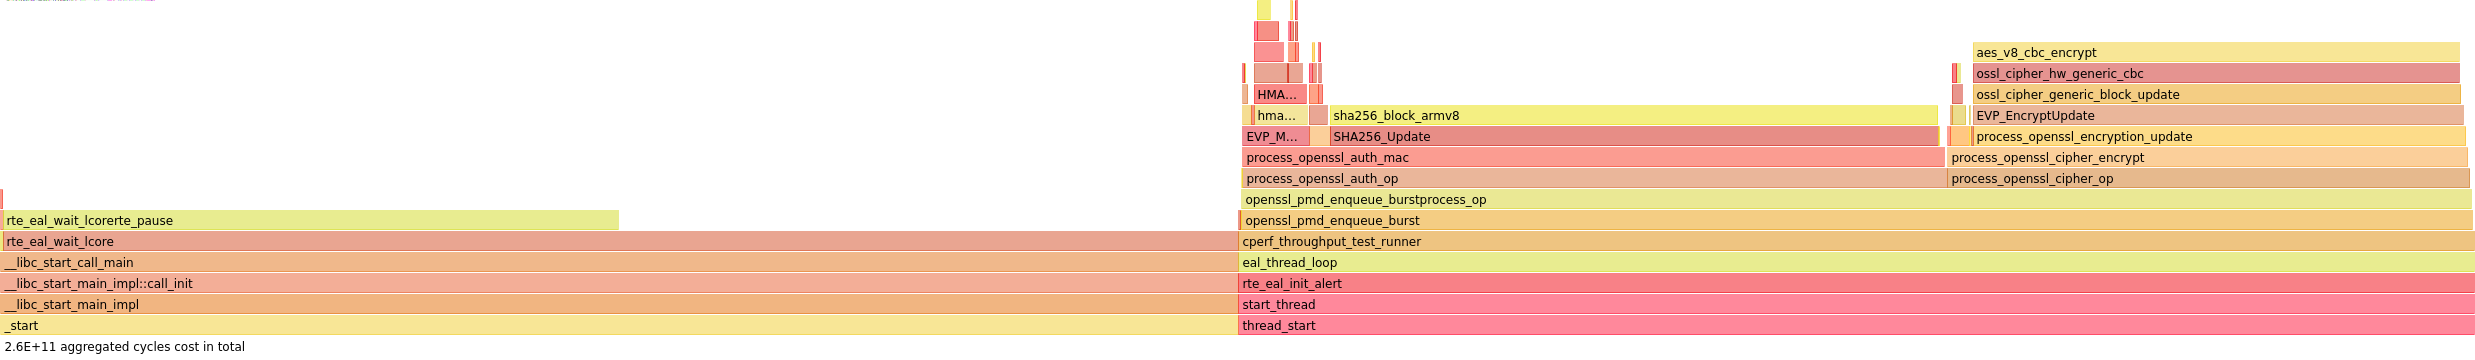 aes_v8_cbc_encrypt
ossl_cipher_hw_generic_cbc
HMA... ossl_cipher_generic_block_update
hma... sha256_block_armv8 EVP_EncryptUpdate
EVP_M... SHA256_Update process_openssl_encryption_update
process_openssl_auth_mac process_openssl_cipher_encrypt
process_openssl_auth_op process_openssl_cipher_op
openssl_pmd_enqueue_burstprocess_op
rte_eal_wait_lcorerte_pause openssl_pmd_enqueue_burst
rte_eal_wait_lcore cperf_throughput_test_runner
__libc_start_call_main eal_thread_loop
__libc_start_main_impl::call_init rte_eal_init_alert
__libc_start_main_impl start_thread
_start thread_start
2.6E+11 aggregated cycles cost in total